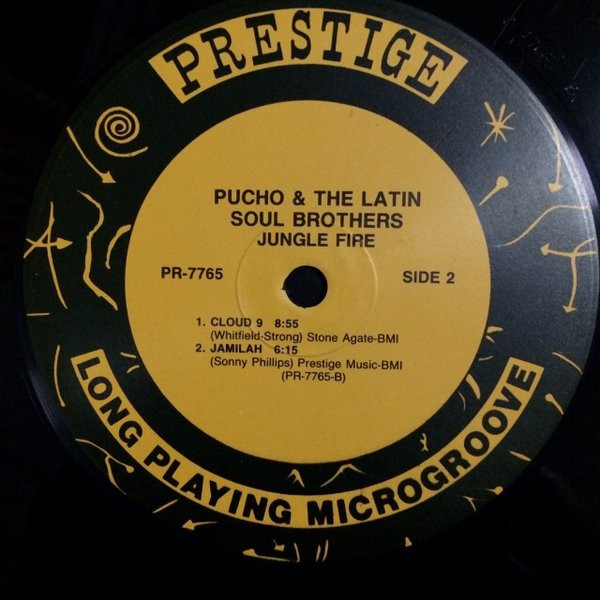 PRESTIGE
PUCHO & THE LATIN
SOUL BROTHERS
JUNGLE FIRE
PR-7765
SIDE 2
1. CLOUD 9 8:55
(Whitfield-Strong) Stone Agate-BMI
2. JAMILAH 6:15
(Sonny Phillips) Prestige Music-BMI
(PR-7765-B)
LONG PLAYING MICROGROOVE